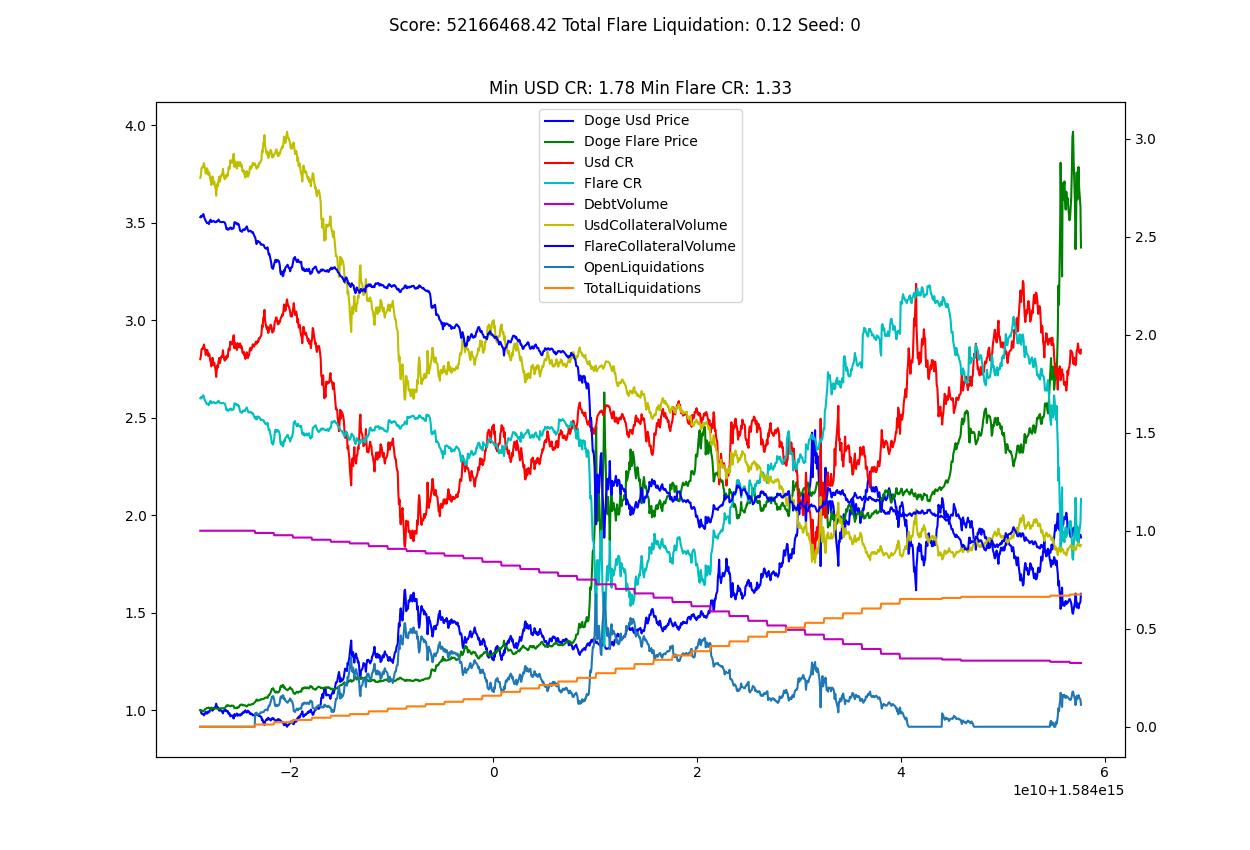 Score: 52166468.42 Total Flare Liquidation: 0.12 Seed: 0
Min USD CR: 1.78 Min Flare CR: 1.33
Doge Usd Price
Doge Flare Price
Usd CR
Flare CR
DebtVolume
UsdCollateralVolume
FlareCollateralVolume
OpenLiquidations
TotalLiquidations
4.0
3.5
3.0
2.5
2.0
1.5
1.0
3.0
2.5
2.0
1.5
1.0
0.5
0.0
−2 0 2 4 6
1e10+1.584e15